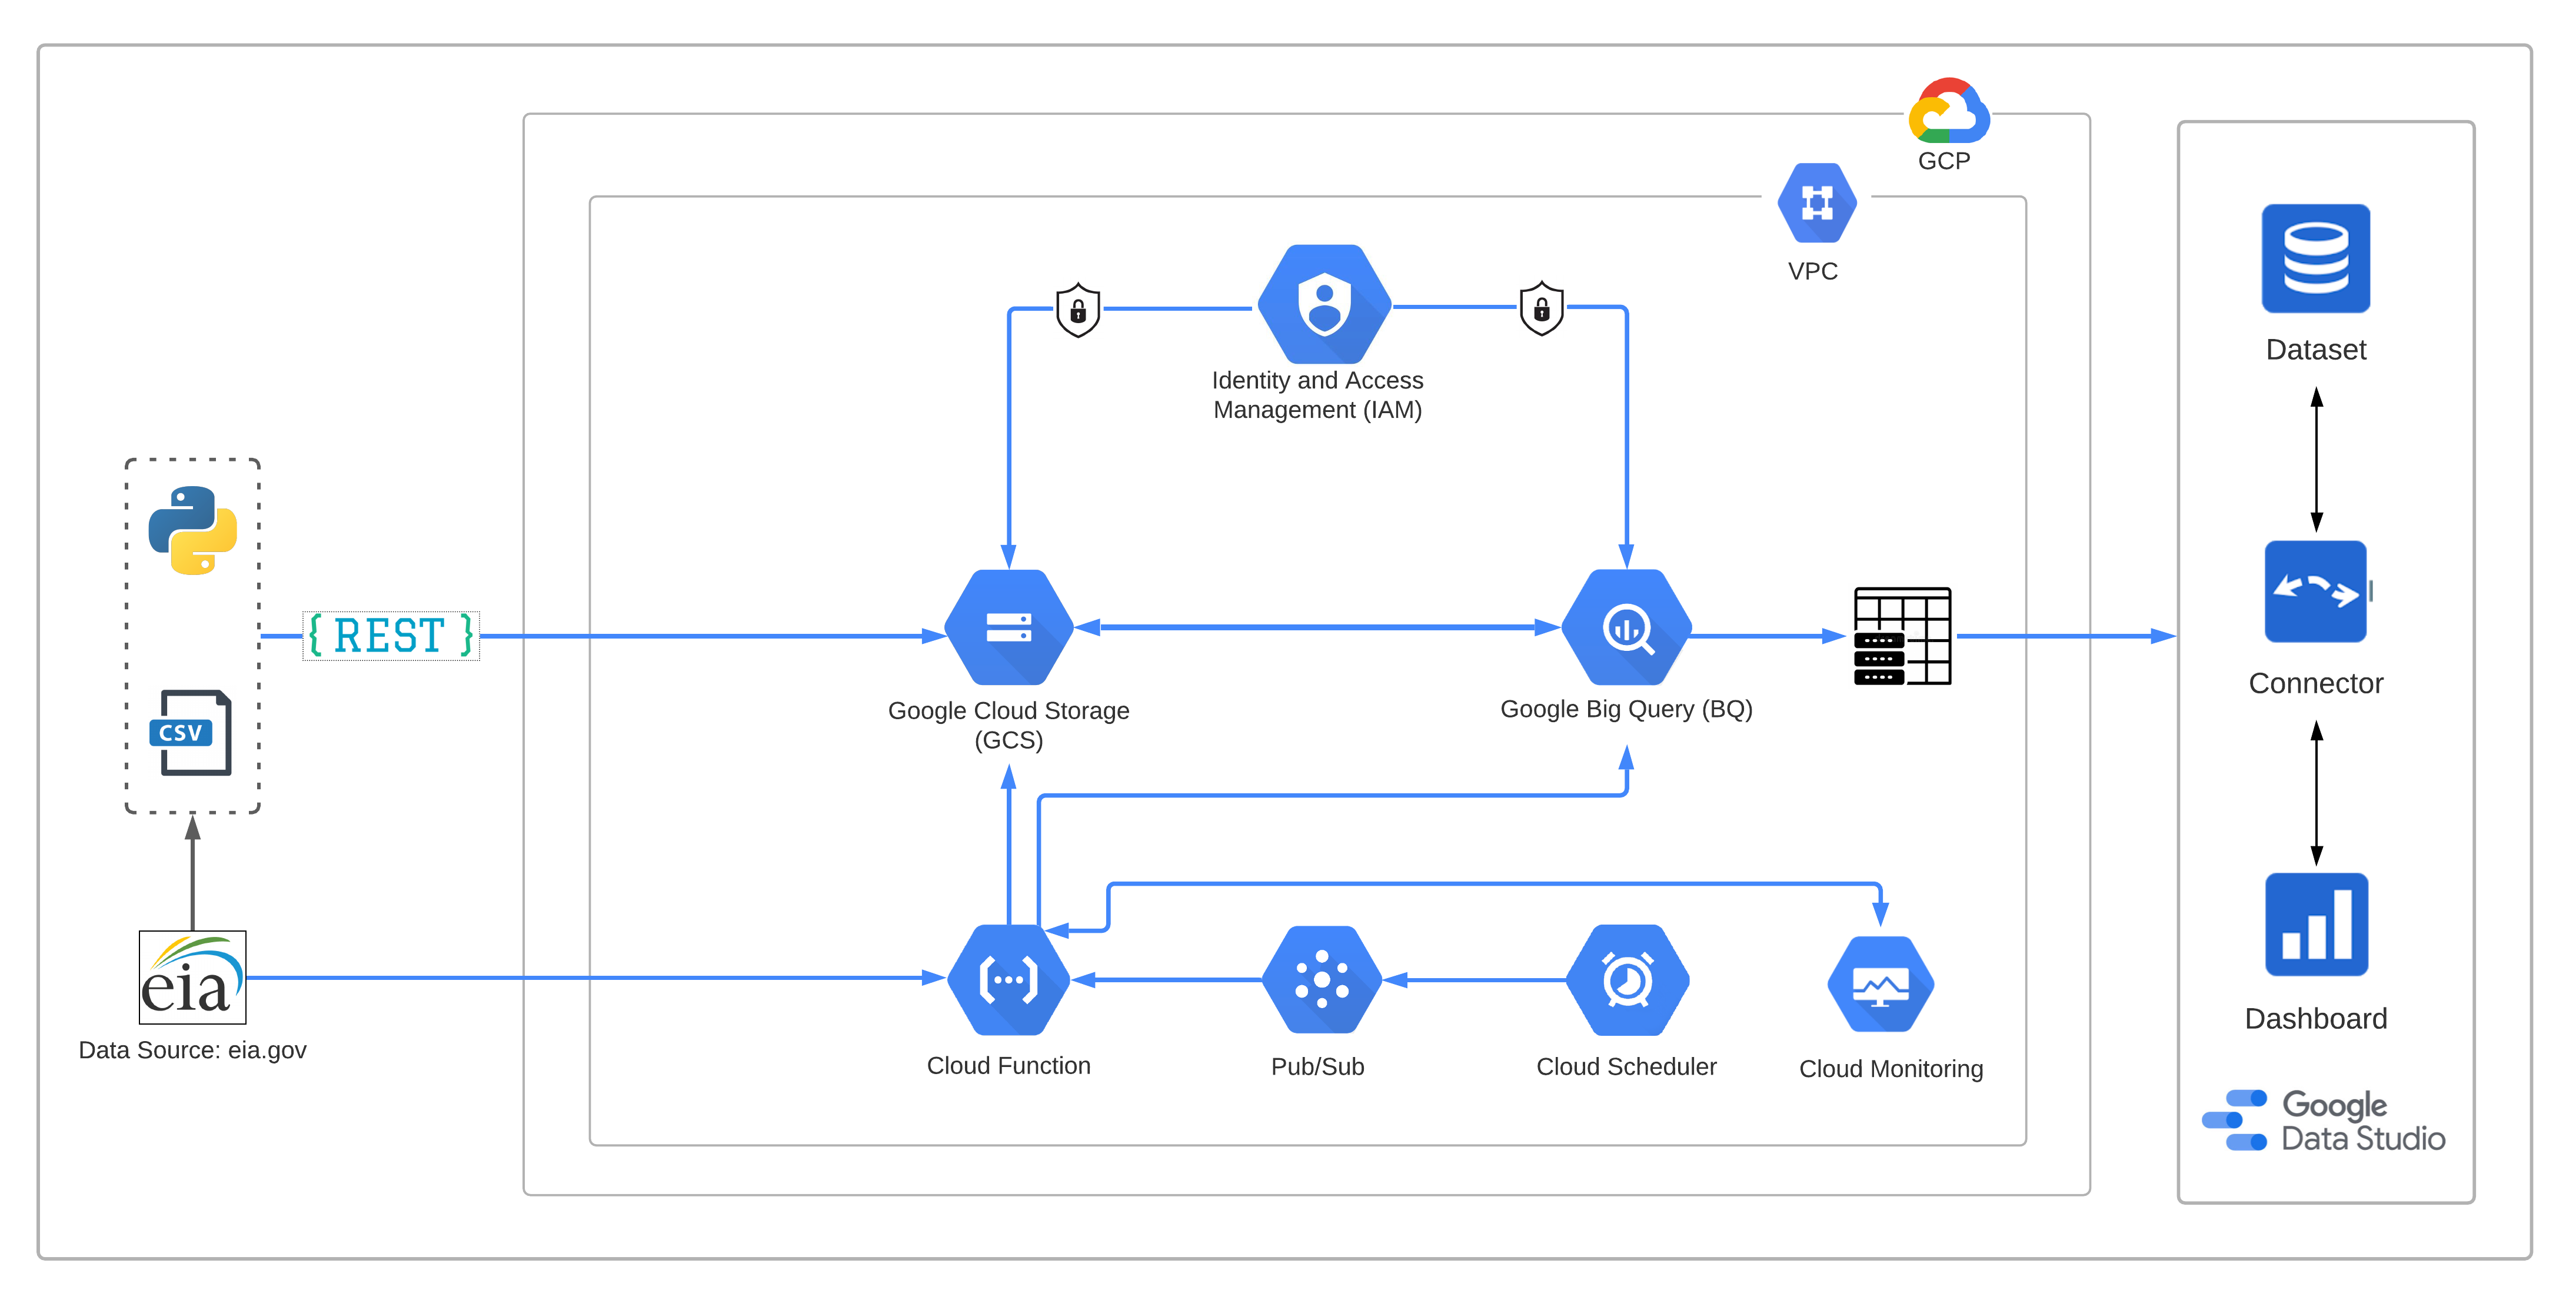 GCP
VPC
Identity and Access
Management (IAM)
Dataset
{ REST }
Google Cloud Storage
(GCS)
Google Big Query (BQ)
Connector
CSV
eia
Data Source: eia.gov
Cloud Function
Pub/Sub
Cloud Scheduler
Cloud Monitoring
Dashboard
Google
Data Studio